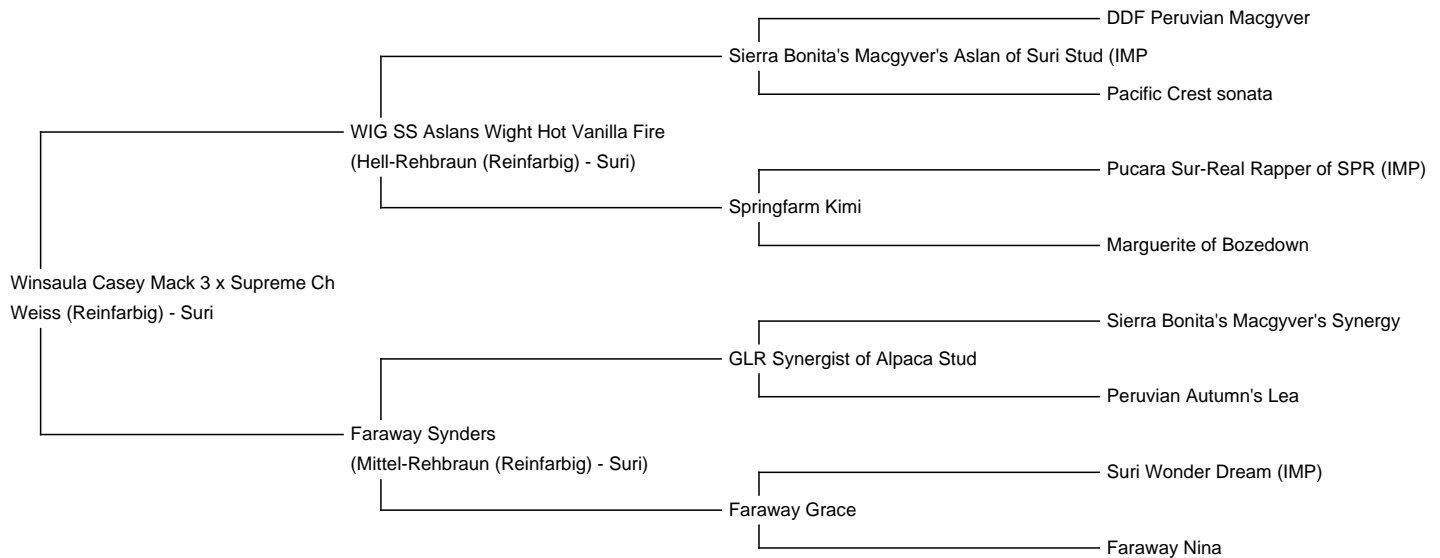 DDF Peruvian Macgyver
Sierra Bonita's Macgyver's Aslan of Suri Stud (IMP
Pacific Crest sonata
WIG SS Aslans Wight Hot Vanilla Fire
(Hell-Rehbraun (Reinfarbig) - Suri)
Pucara Sur-Real Rapper of SPR (IMP)
Springfarm Kimi
Marguerite of Bozedown
Winsaula Casey Mack 3 x Supreme Ch
Weiss (Reinfarbig) - Suri
Sierra Bonita's Macgyver's Synergy
GLR Synergist of Alpaca Stud
Peruvian Autumn's Lea
Faraway Synders
(Mittel-Rehbraun (Reinfarbig) - Suri)
Suri Wonder Dream (IMP)
Faraway Grace
Faraway Nina